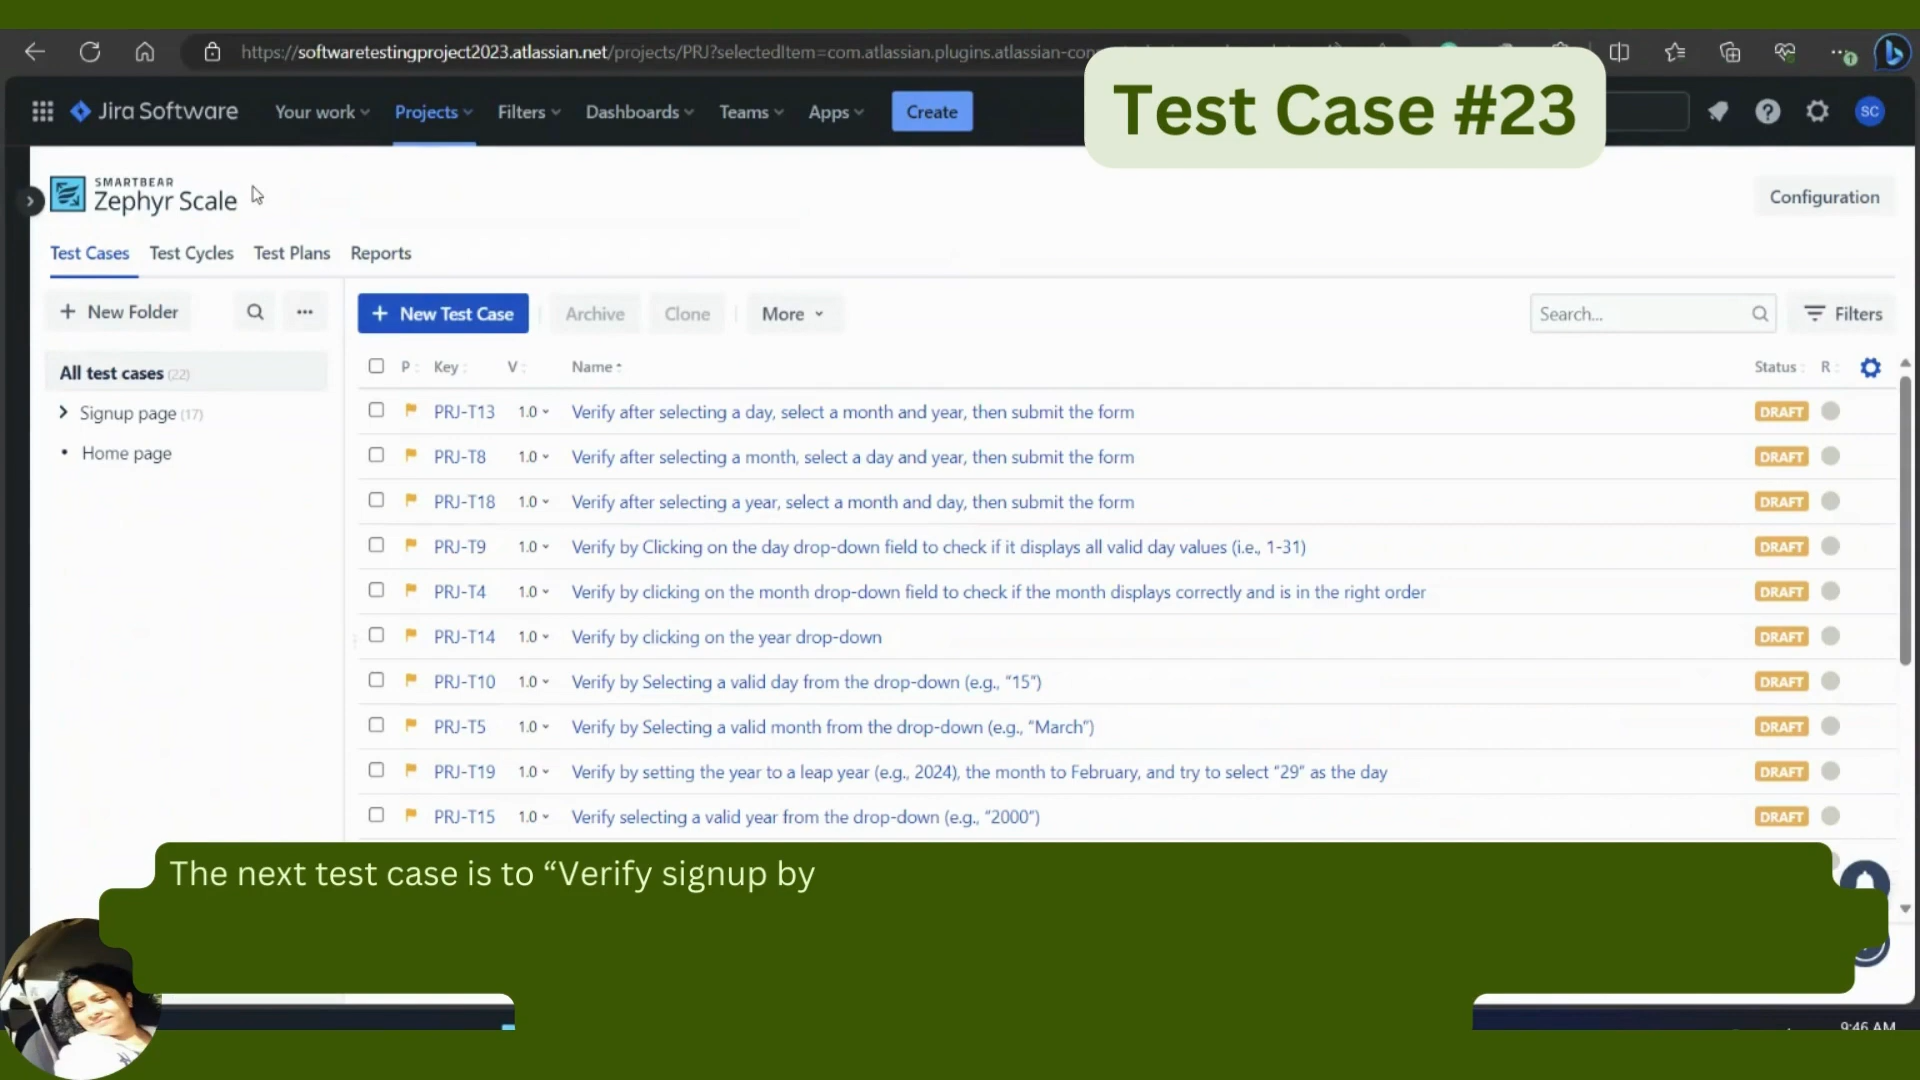 https://softwaretestingproject2023.atlassian.net/projects/PRJ?selectedItem=com.atlassian.plugins.atlassian-con
Test Case #23
Jira Software Your work Projects Filters Dashboards Teams Apps Create SC
SMARTBEAR
Zephyr Scale
Configuration
Test Cases Test Cycles Test Plans Reports
+ New Folder ...
+ New Test Case Archive Clone More Search... Filters
All test cases (22)
Signup page (17)
• Home page
P Key V Name Status R
PRJ-T13 1.0 Verify after selecting a day, select a month and year, then submit the form DRAFT
PRJ-T8 1.0 Verify after selecting a month, select a day and year, then submit the form DRAFT
PRJ-T18 1.0 Verify after selecting a year, select a month and day, then submit the form DRAFT
PRJ-T9 1.0 Verify by Clicking on the day drop-down field to check if it displays all valid day values (i.e., 1-31) DRAFT
PRJ-T4 1.0 Verify by clicking on the month drop-down field to check if the month displays correctly and is in the right order DRAFT
PRJ-T14 1.0 Verify by clicking on the year drop-down DRAFT
PRJ-T10 1.0 Verify by Selecting a valid day from the drop-down (e.g., "15") DRAFT
PRJ-T5 1.0 Verify by Selecting a valid month from the drop-down (e.g., "March") DRAFT
PRJ-T19 1.0 Verify by setting the year to a leap year (e.g., 2024), the month to February, and try to select "29" as the day DRAFT
PRJ-T15 1.0 Verify selecting a valid year from the drop-down (e.g., "2000") DRAFT
The next test case is to “Verify signup by
9:46 AM